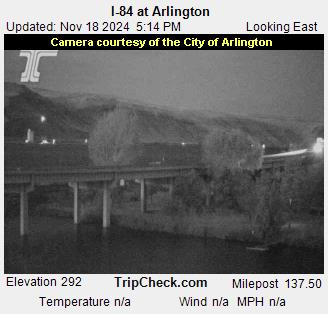 I-84 at Arlington
Updated: Nov 18 2024 5:14 PM Looking East
Camera courtesy of the City of Arlington
Elevation 292 TripCheck.com Milepost 137.50
Temperature n/a Wind n/a MPH n/a